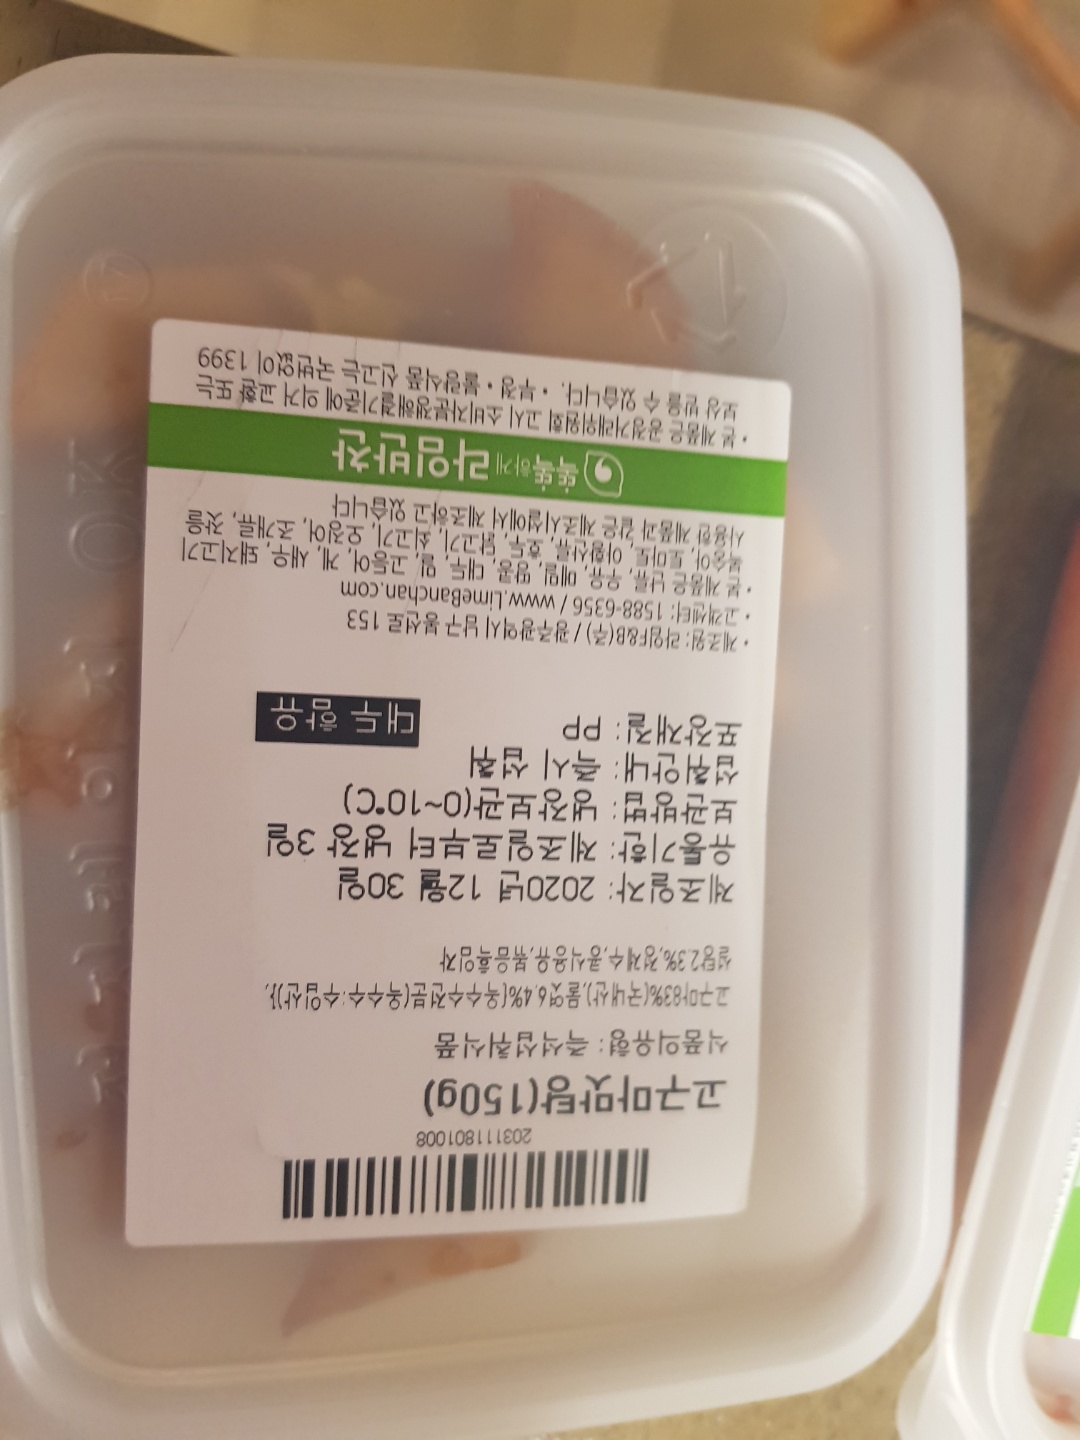 203111801008
고구마맛탕(150g)
식품의유형: 즉석섭취식품
고구마83%(국내산),물엿6.4%{옥수수전분(옥수수:수입산)},
설탕2.3%,정제수,콩식용유,볶음흑임자
제조일자: 2020년 12월 30일
유통기한: 제조일로부터 냉장 3일
보관방법: 냉장보관(0~10°C)
섭취안내: 즉시 섭취
포장재질: PP
대두 함유
• 제조원: 라임F&B(주) / 광주광역시 남구 봉선로 153
• 고객센터: 1588-6356 / www.LimeBanchan.com
• 본 제품은 난류, 우유, 메밀, 땅콩, 대두, 밀, 고등어, 게, 새우, 돼지고기
복숭아, 토마토, 아황산류, 호두, 닭고기, 쇠고기, 오징어, 조개류, 잣을
사용한 제품과 같은 제조시설에서 제조하고 있습니다
똑똑하게 라임반찬
• 본 제품은 공정거래위원회 고시 소비자분쟁해결기준에 의거 교환 또는
보상 받을 수 있습니다. • 부정 • 불량식품 신고는 국번없이 1399
전자레인지 OK